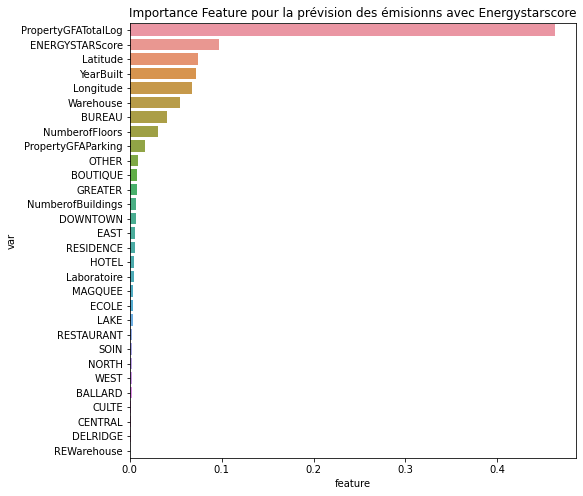 Importance Feature pour la prévision des émisionns avec Energystarscore
PropertyGFATotalLog
ENERGYSTARScore
Latitude
YearBuilt
Longitude
Warehouse
BUREAU
NumberofFloors
PropertyGFAParking
OTHER
BOUTIQUE
GREATER
NumberofBuildings
DOWNTOWN
EAST
RESIDENCE
HOTEL
Laboratoire
MAGQUEE
ECOLE
LAKE
RESTAURANT
SOIN
NORTH
WEST
BALLARD
CULTE
CENTRAL
DELRIDGE
REWarehouse
var
0.0 0.1 0.2 0.3 0.4
feature